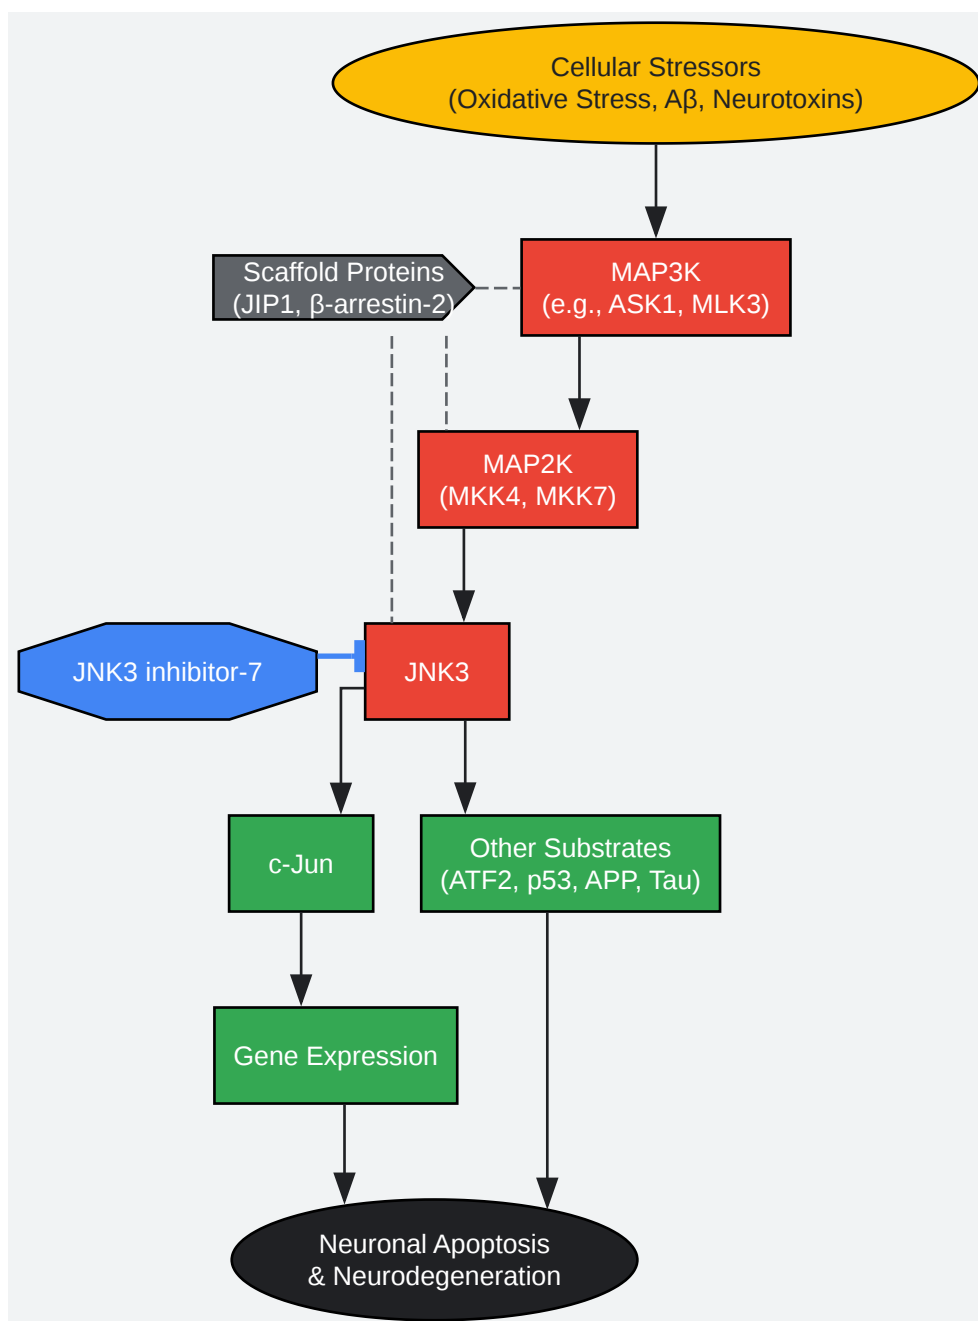 Cellular Stressors
(Oxidative Stress, Aβ, Neurotoxins)
Scaffold Proteins
(JIP1, β-arrestin-2)
MAP3K
(e.g., ASK1, MLK3)
MAP2K
(MKK4, MKK7)
JNK3 inhibitor-7
JNK3
c-Jun
Other Substrates
(ATF2, p53, APP, Tau)
Gene Expression
Neuronal Apoptosis
& Neurodegeneration